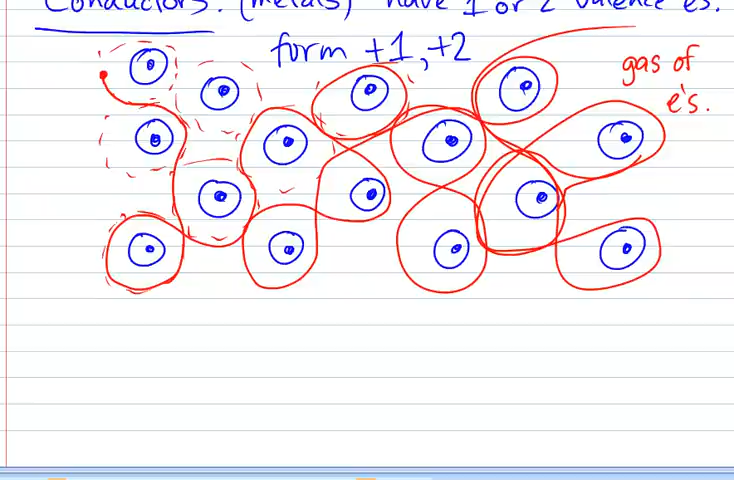 Conductors: (metals) have 1 or 2 valence e's.
form +1, +2
gas of
e's.